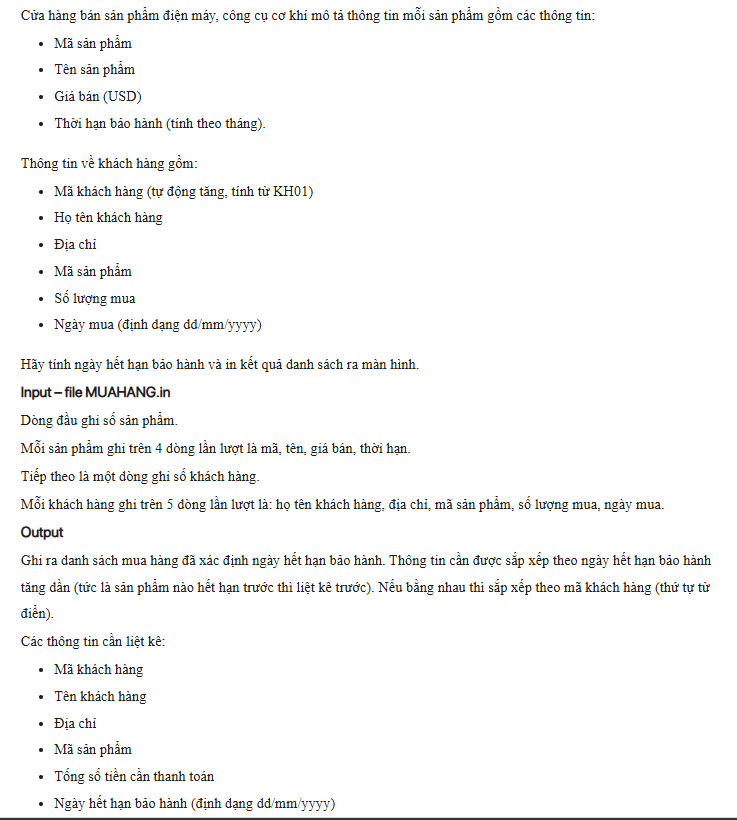 Cửa hàng bán sản phẩm điện máy, công cụ cơ khí mô tả thông tin mỗi sản phẩm gồm các thông tin:
• Mã sản phẩm
• Tên sản phẩm
• Giá bán (USD)
• Thời hạn bảo hành (tính theo tháng).
Thông tin về khách hàng gồm:
• Mã khách hàng (tự động tăng, tính từ KH01)
• Họ tên khách hàng
• Địa chỉ
• Mã sản phẩm
• Số lượng mua
• Ngày mua (định dạng dd/mm/yyyy)
Hãy tính ngày hết hạn bảo hành và in kết quả danh sách ra màn hình.
Input – file MUAHANG.in
Dòng đầu ghi số sản phẩm.
Mỗi sản phẩm ghi trên 4 dòng lần lượt là mã, tên, giá bán, thời hạn.
Tiếp theo là một dòng ghi số khách hàng.
Mỗi khách hàng ghi trên 5 dòng lần lượt là: họ tên khách hàng, địa chỉ, mã sản phẩm, số lượng mua, ngày mua.
Output
Ghi ra danh sách mua hàng đã xác định ngày hết hạn bảo hành. Thông tin cần được sắp xếp theo ngày hết hạn bảo hành
tăng dần (tức là sản phẩm nào hết hạn trước thì liệt kê trước). Nếu bằng nhau thì sắp xếp theo mã khách hàng (thứ tự từ
điển).
Các thông tin cần liệt kê:
• Mã khách hàng
• Tên khách hàng
• Địa chỉ
• Mã sản phẩm
• Tổng số tiền cần thanh toán
• Ngày hết hạn bảo hành (định dạng dd/mm/yyyy)